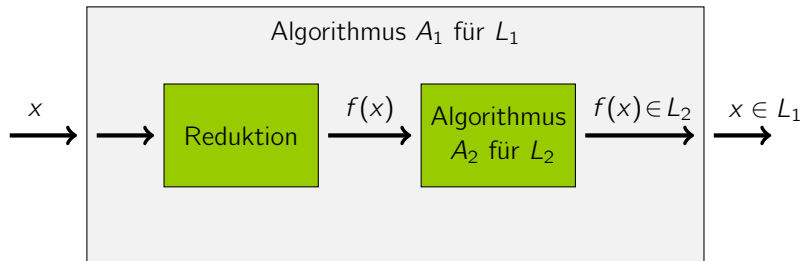 Algorithmus A₁ für L₁
x
Reduktion
f(x)
Algorithmus
A₂ für L₂
f(x)∈L₂
x ∈ L₁